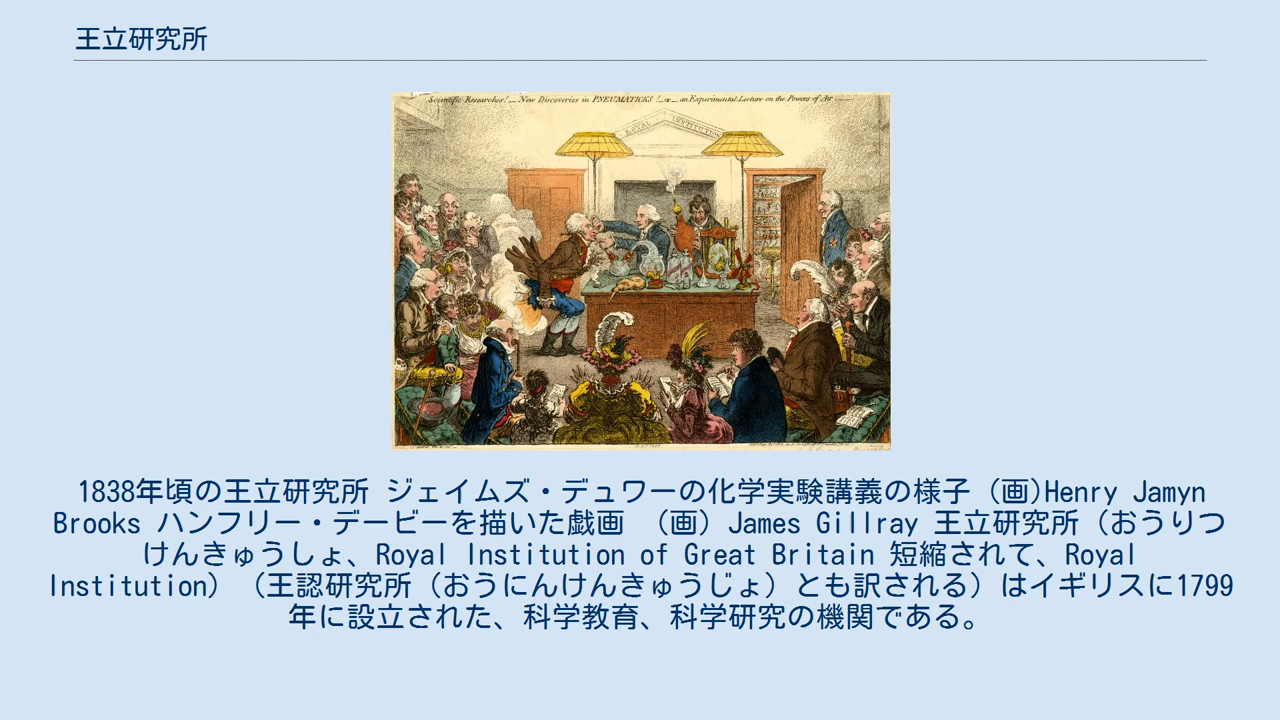 王立研究所
Scientific Researches! — New Discoveries in PNEUMATICKS! — or — an Experimental Lecture on the Powers of Air
ROYAL INSTITUTION
1838年頃の王立研究所 ジェイムズ・デュワーの化学実験講義の様子 (画)Henry Jamyn
Brooks ハンフリー・デービーを描いた戯画 （画）James Gillray 王立研究所（おうりつ
けんきゅうしょ、Royal Institution of Great Britain 短縮されて、Royal
Institution）（王認研究所（おうにんけんきゅうじょ）とも訳される）はイギリスに1799
年に設立された、科学教育、科学研究の機関である。